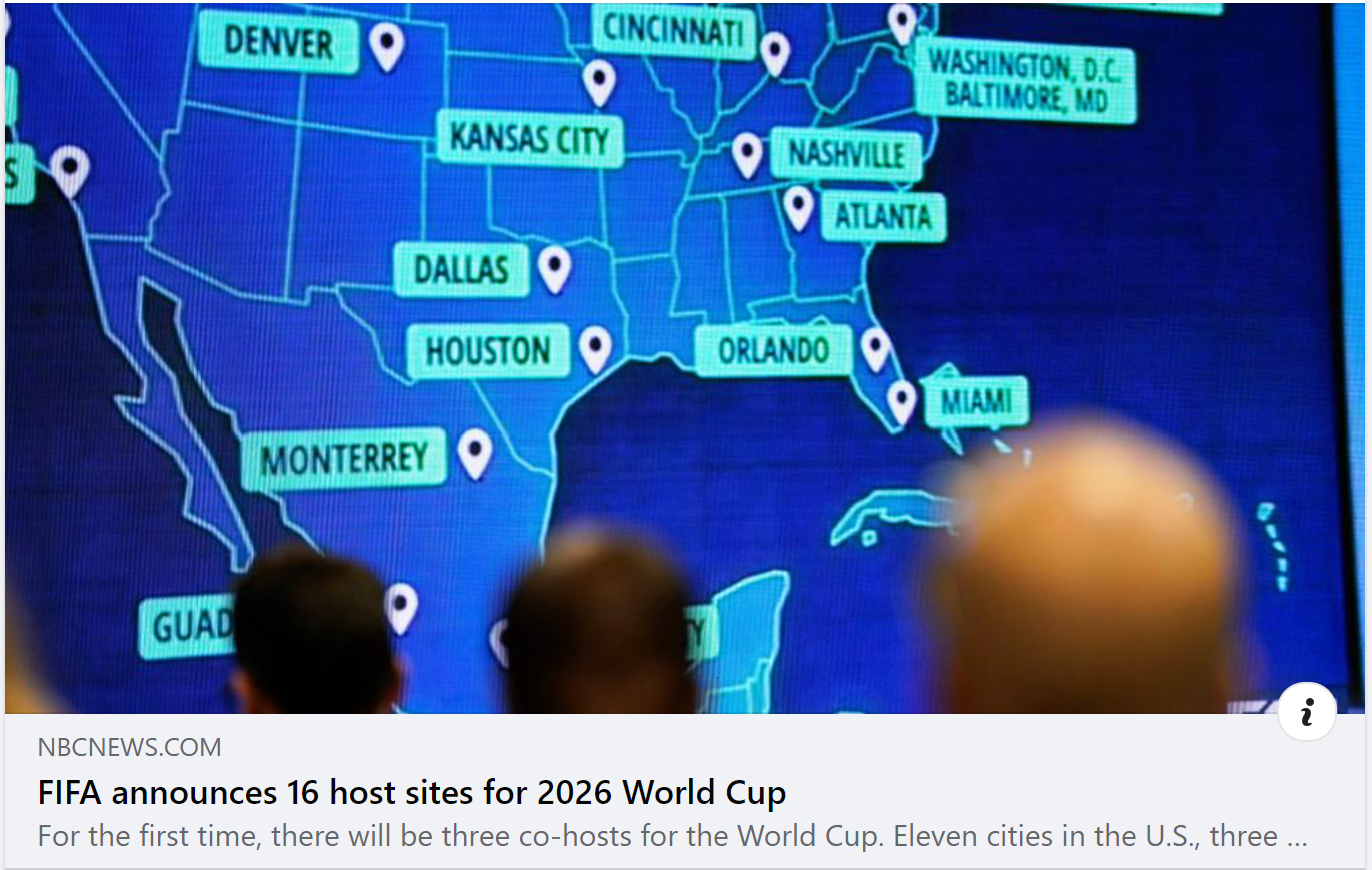 DENVER
CINCINNATI
WASHINGTON, D.C.
BALTIMORE, MD
KANSAS CITY
NASHVILLE
S
ATLANTA
DALLAS
HOUSTON
ORLANDO
MIAMI
MONTERREY
GUAD
TY
i
NBCNEWS.COM
FIFA announces 16 host sites for 2026 World Cup
For the first time, there will be three co-hosts for the World Cup. Eleven cities in the U.S., three ...